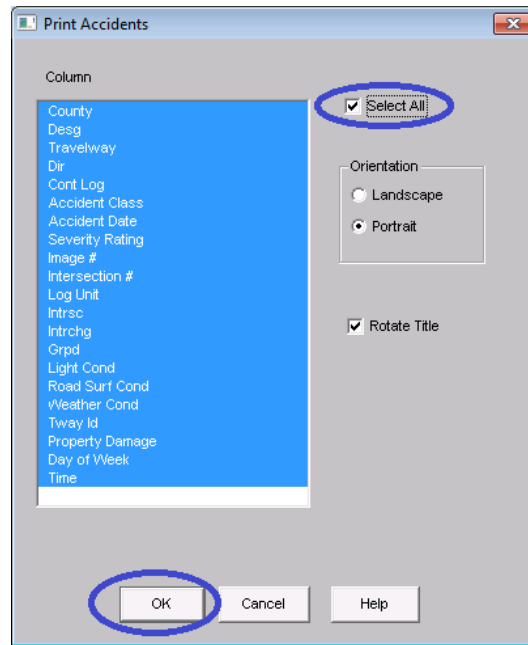 Print Accidents
Column
County
Desg
Travelway
Dir
Cont Log
Accident Class
Accident Date
Severity Rating
Image #
Intersection #
Log Unit
Intrsc
Intrchg
Grpd
Light Cond
Road Surf Cond
Weather Cond
Tway Id
Property Damage
Day of Week
Time
Select All
Orientation
Landscape
Portrait
Rotate Title
OK Cancel Help